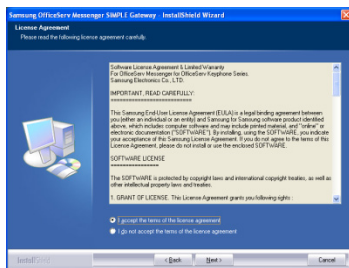 Samsung OfficeServ Messenger SIMPLE Gateway - InstallShield Wizard
License Agreement
Please read the following license agreement carefully.
Software License Agreement & Limited Warranty
For OfficeServ Messenger for OfficeServ Keyphone Series.
Samsung Electronics Co., LTD.
IMPORTANT, READ CAREFULLY:
==========================
This Samsung End-User License Agreement (EULA) is a legal binding agreement between
you (either an individual or an entity) and Samsung for Samsung software product identified
above, which includes computer software and may include printed material, and "online" or
electronic documentation ("SOFTWARE"). By installing, using the SOFTWARE, you indicate
your acceptance of this Samsung License Agreement. If you do not agree to the terms of this
License Agreement, please do not install or use the enclosed SOFTWARE.
SOFTWARE LICENSE
================
The SOFTWARE is protected by copyright laws and international copyright treaties, as well as
other intellectual property laws and treaties.
1. GRANT OF LICENSE. This License Agreement grants you following rights :
I accept the terms of the license agreement
I do not accept the terms of the license agreement
InstallShield
< Back
Next >
Cancel